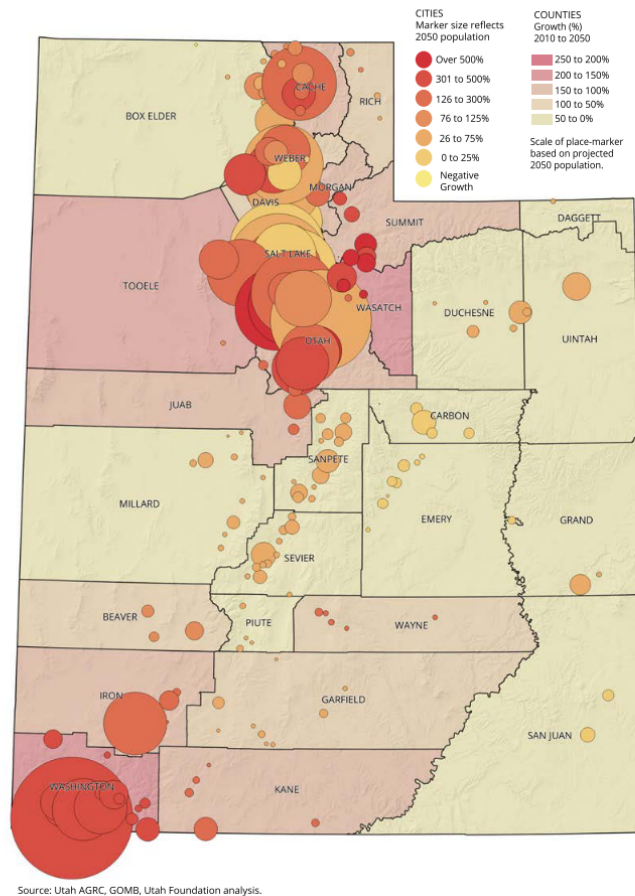 CITIES
Marker size reflects
2050 population
Over 500%
301 to 500%
126 to 300%
76 to 125%
26 to 75%
0 to 25%
Negative
Growth
COUNTIES
Growth (%)
2010 to 2050
250 to 200%
200 to 150%
150 to 100%
100 to 50%
50 to 0%
Scale of place-marker
based on projected
2050 population.
CACHE
RICH
BOX ELDER
WEBER
MORGAN
DAVIS
SUMMIT
DAGGETT
SALT LAKE
TOOELE
WASATCH
DUCHESNE
UINTAH
UTAH
JUAB
CARBON
SANPETE
MILLARD
EMERY
GRAND
SEVIER
BEAVER
PIUTE
WAYNE
IRON
GARFIELD
SAN JUAN
WASHINGTON
KANE
Source: Utah AGRC, GOMB, Utah Foundation analysis.